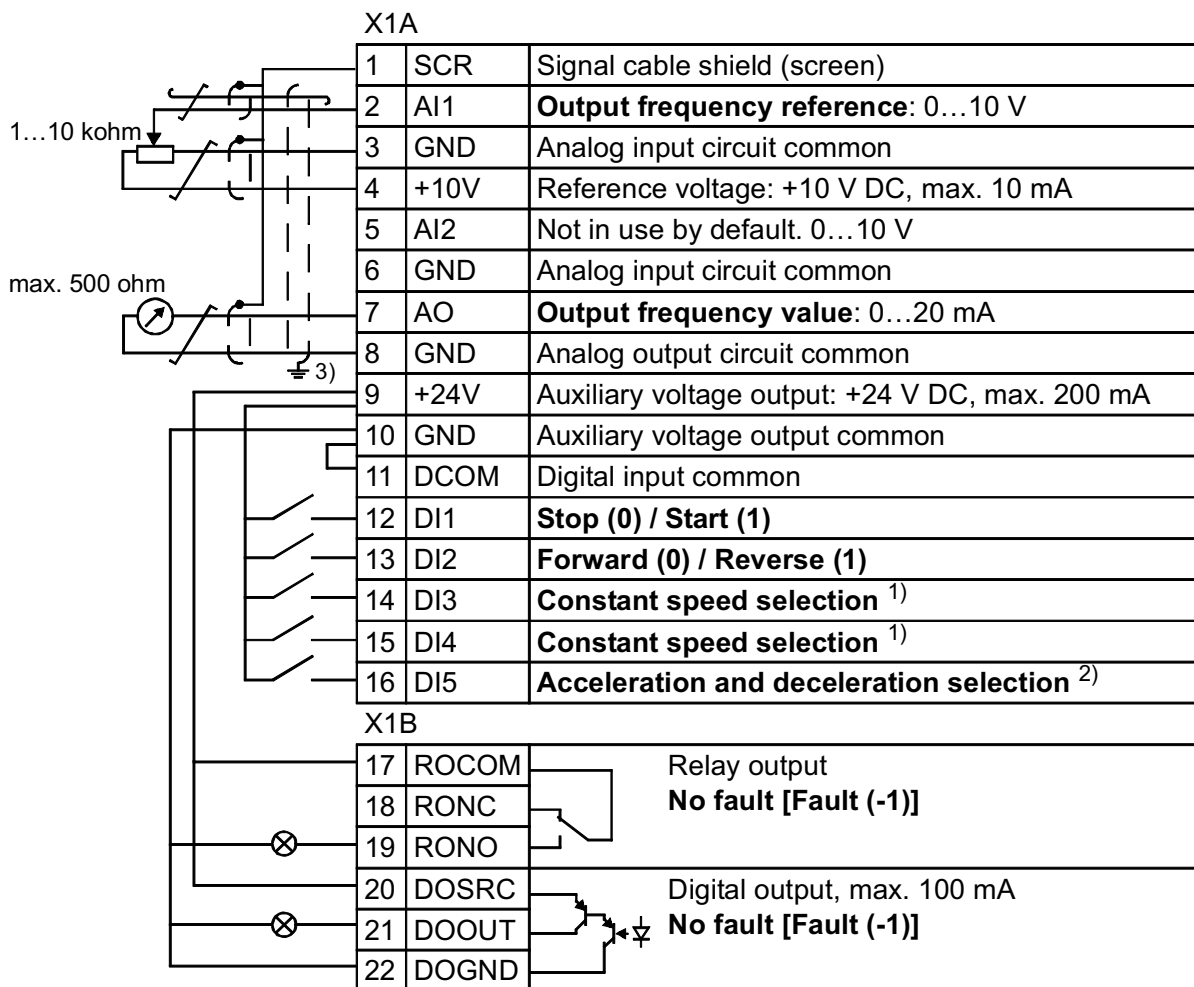 X1A
1 SCR Signal cable shield (screen)
2 AI1 Output frequency reference: 0…10 V
1…10 kohm
3 GND Analog input circuit common
4 +10V Reference voltage: +10 V DC, max. 10 mA
5 AI2 Not in use by default. 0…10 V
6 GND Analog input circuit common
max. 500 ohm
7 AO Output frequency value: 0…20 mA
8 GND Analog output circuit common
3)
9 +24V Auxiliary voltage output: +24 V DC, max. 200 mA
10 GND Auxiliary voltage output common
11 DCOM Digital input common
12 DI1 Stop (0) / Start (1)
13 DI2 Forward (0) / Reverse (1)
14 DI3 Constant speed selection 1)
15 DI4 Constant speed selection 1)
16 DI5 Acceleration and deceleration selection 2)
X1B
17 ROCOM Relay output
18 RONC No fault [Fault (-1)]
19 RONO
20 DOSRC Digital output, max. 100 mA
21 DOOUT No fault [Fault (-1)]
22 DOGND